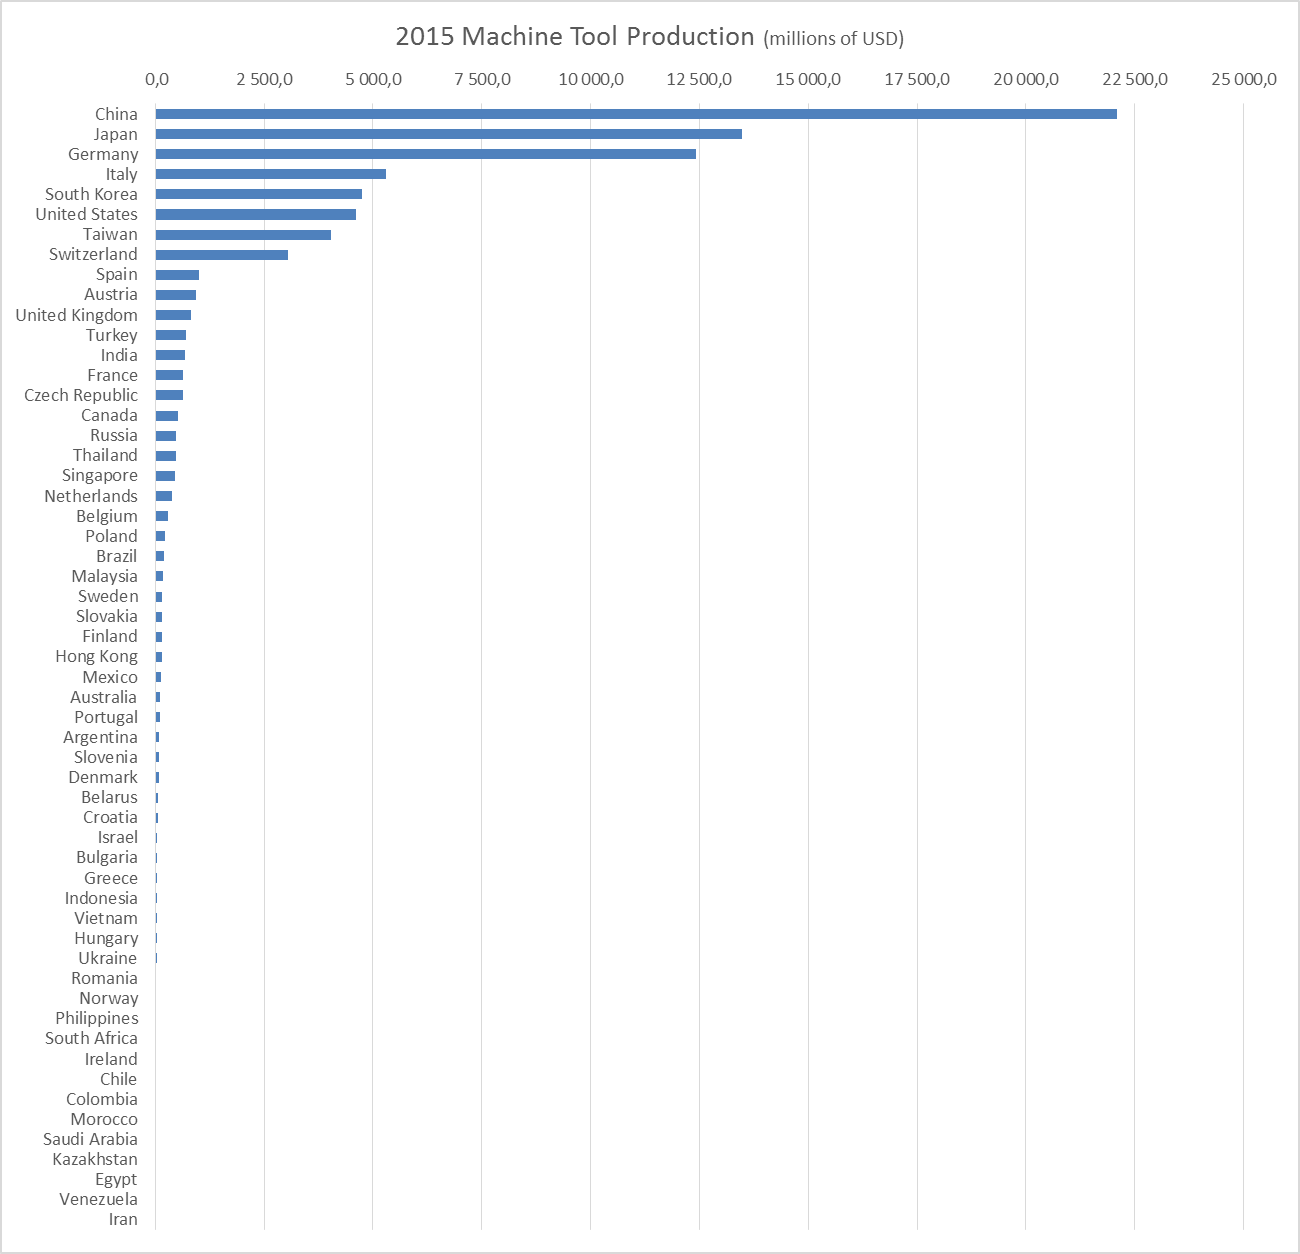 2015 Machine Tool Production (millions of USD)
0,0 2 500,0 5 000,0 7 500,0 10 000,0 12 500,0 15 000,0 17 500,0 20 000,0 22 500,0 25 000,0
China
Japan
Germany
Italy
South Korea
United States
Taiwan
Switzerland
Spain
Austria
United Kingdom
Turkey
India
France
Czech Republic
Canada
Russia
Thailand
Singapore
Netherlands
Belgium
Poland
Brazil
Malaysia
Sweden
Slovakia
Finland
Hong Kong
Mexico
Australia
Portugal
Argentina
Slovenia
Denmark
Belarus
Croatia
Israel
Bulgaria
Greece
Indonesia
Vietnam
Hungary
Ukraine
Romania
Norway
Philippines
South Africa
Ireland
Chile
Colombia
Morocco
Saudi Arabia
Kazakhstan
Egypt
Venezuela
Iran